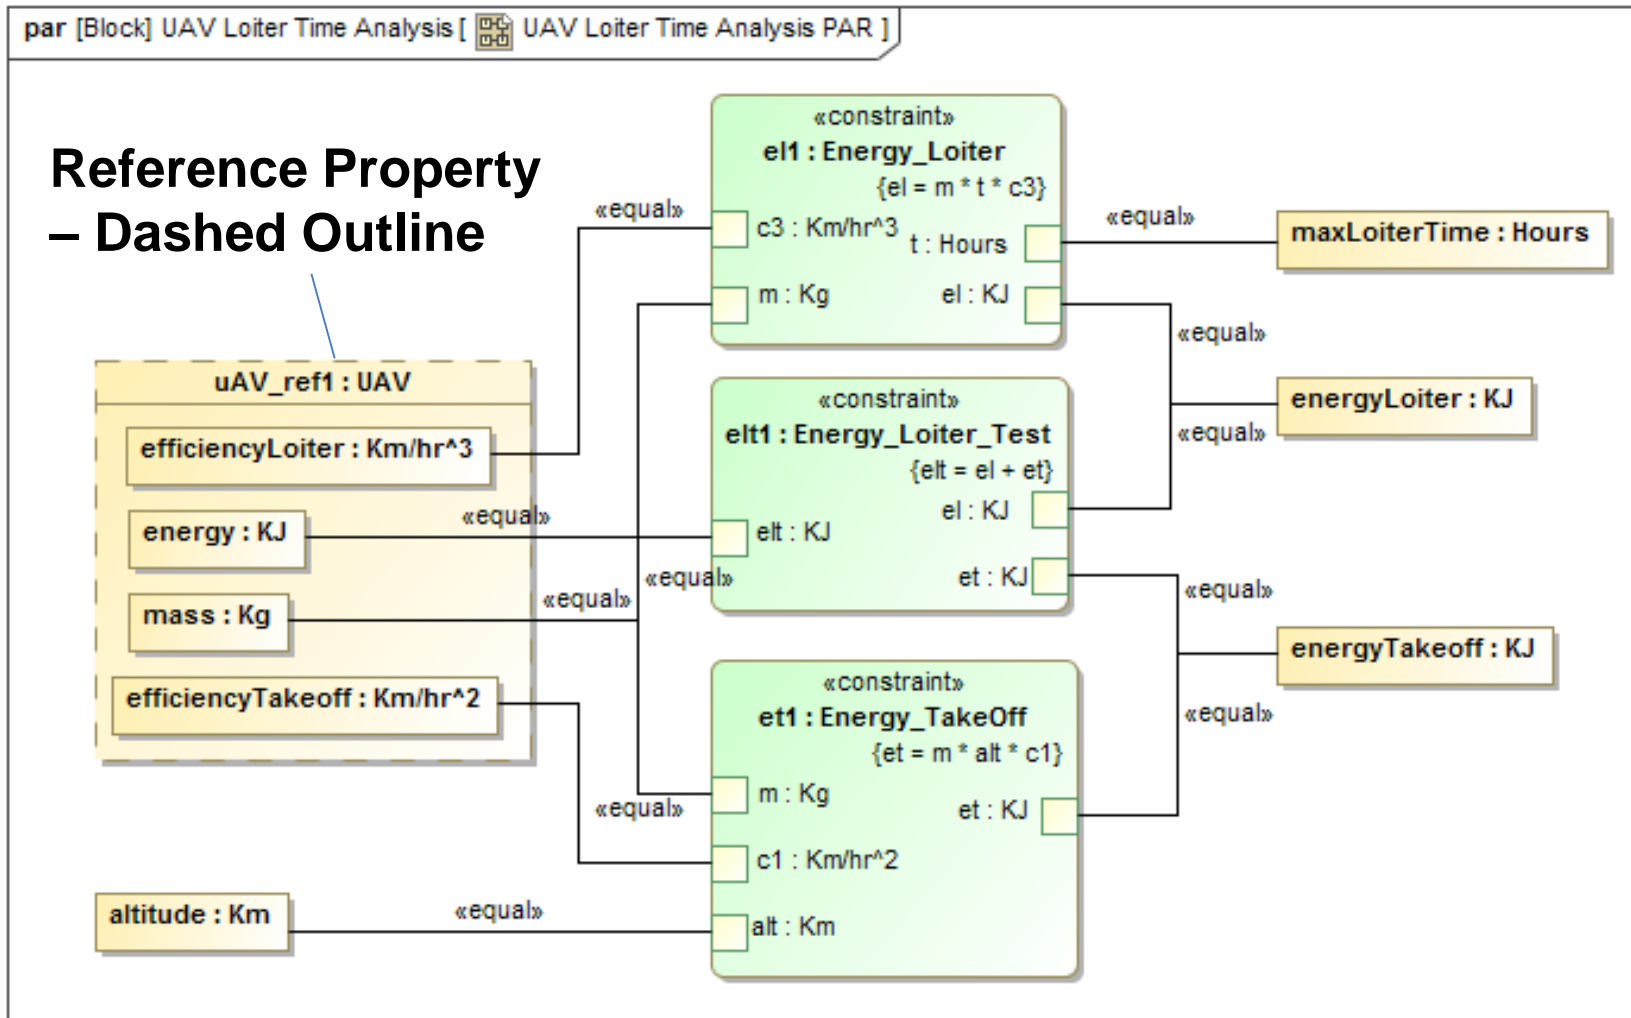 par [Block] UAV Loiter Time Analysis [ UAV Loiter Time Analysis PAR ]
Reference Property
– Dashed Outline
uAV_ref1 : UAV
efficiencyLoiter : Km/hr^3
energy : KJ
mass : Kg
efficiencyTakeoff : Km/hr^2
altitude : Km
«equal»
«equal»
«equal»
«equal»
«equal»
«equal»
«constraint»
el1 : Energy_Loiter
{el = m * t * c3}
c3 : Km/hr^3
t : Hours
m : Kg
el : KJ
«constraint»
elt1 : Energy_Loiter_Test
{elt = el + et}
el : KJ
elt : KJ
et : KJ
«constraint»
et1 : Energy_TakeOff
{et = m * alt * c1}
m : Kg
et : KJ
c1 : Km/hr^2
alt : Km
«equal»
maxLoiterTime : Hours
«equal»
energyLoiter : KJ
«equal»
«equal»
energyTakeoff : KJ
«equal»